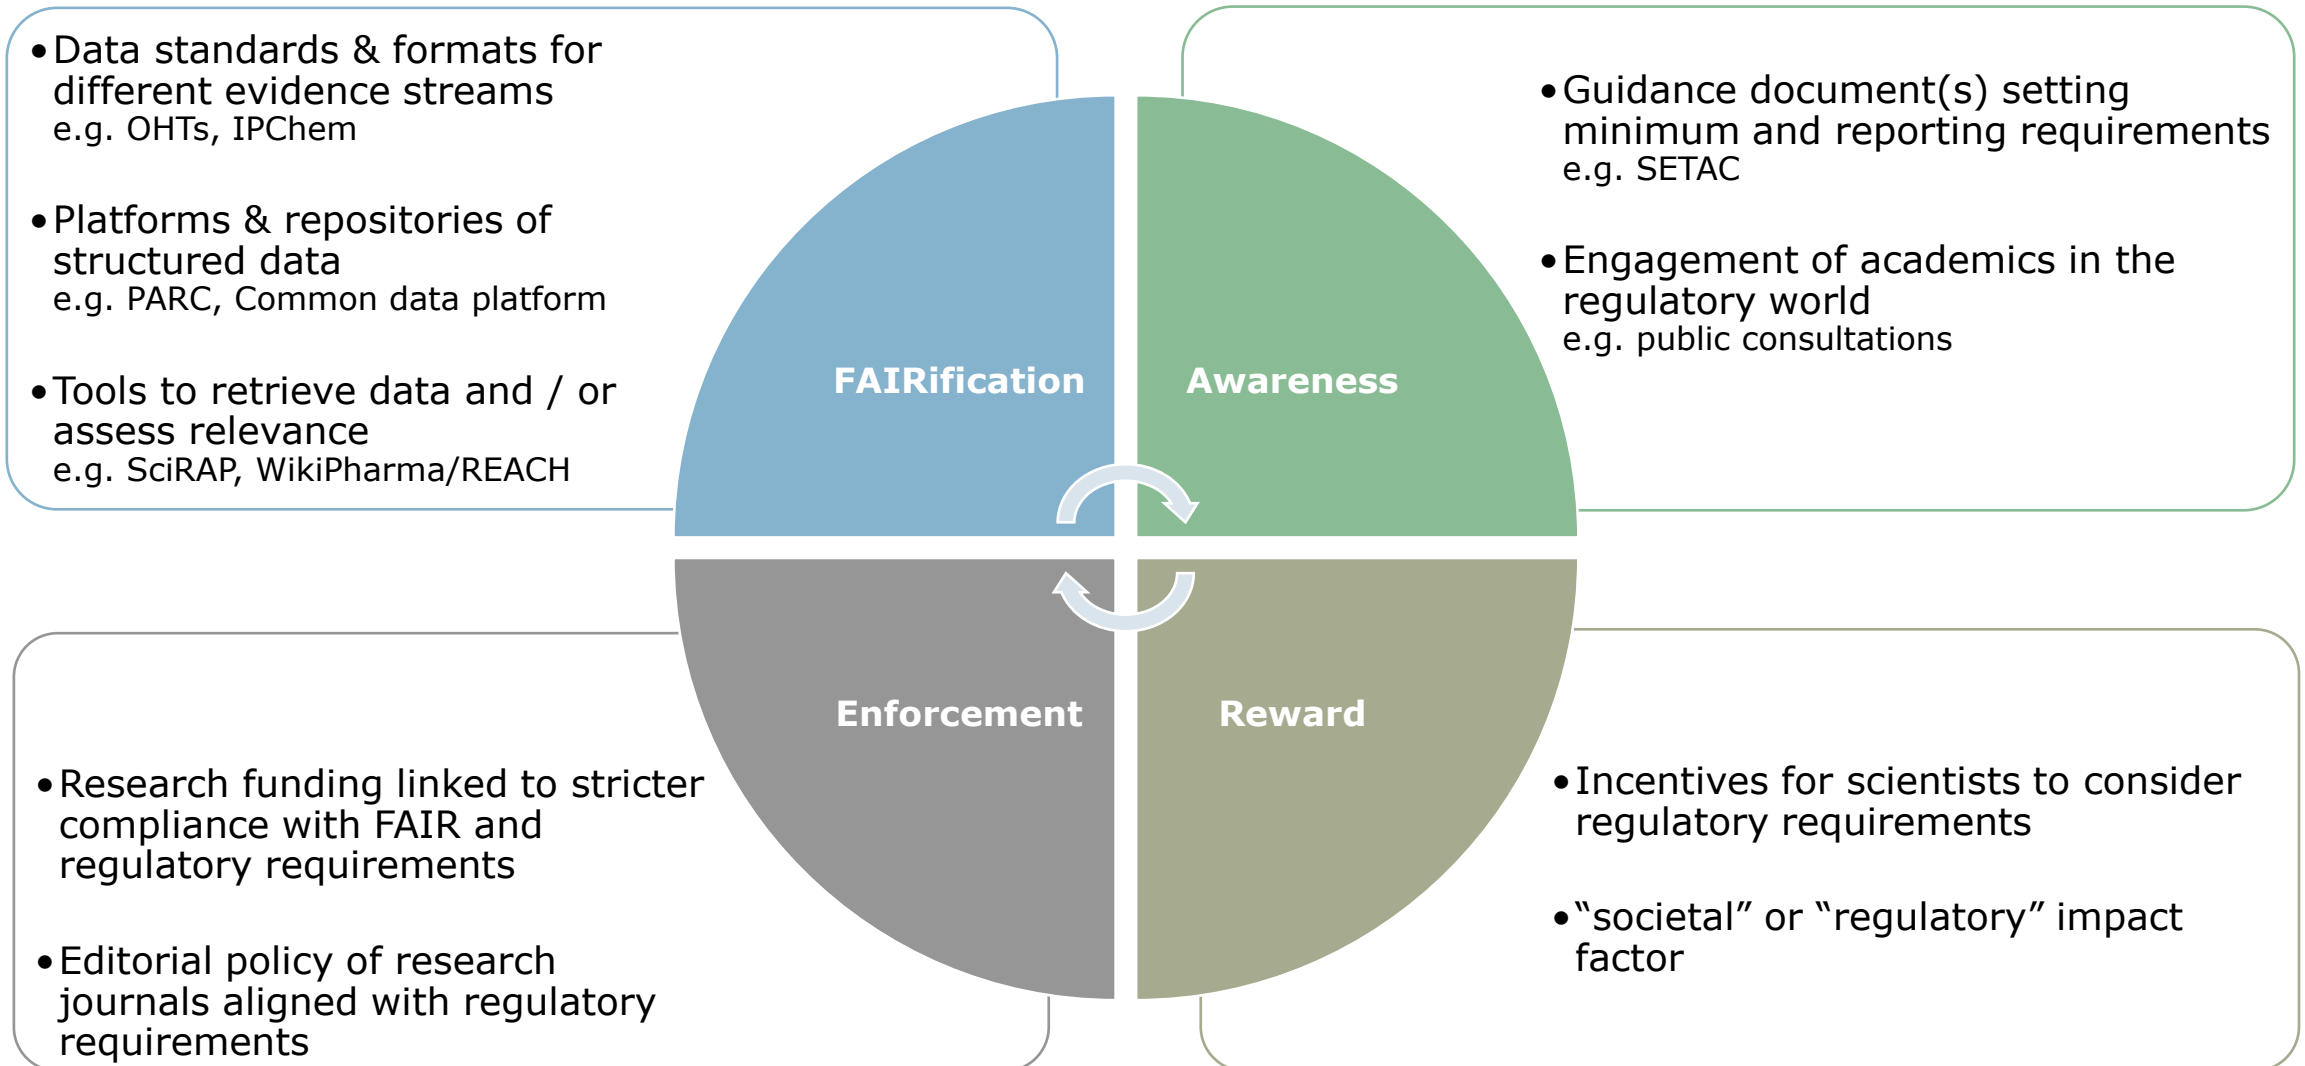 •Data standards & formats for
different evidence streams
e.g. OHTs, IPChem
•Platforms & repositories of
structured data
e.g. PARC, Common data platform
•Tools to retrieve data and / or
assess relevance
e.g. SciRAP, WikiPharma/REACH
•Guidance document(s) setting
minimum and reporting requirements
e.g. SETAC
•Engagement of academics in the
regulatory world
e.g. public consultations
FAIRification
Awareness
Enforcement
Reward
•Research funding linked to stricter
compliance with FAIR and
regulatory requirements
•Editorial policy of research
journals aligned with regulatory
requirements
•Incentives for scientists to consider
regulatory requirements
•“societal” or “regulatory” impact
factor